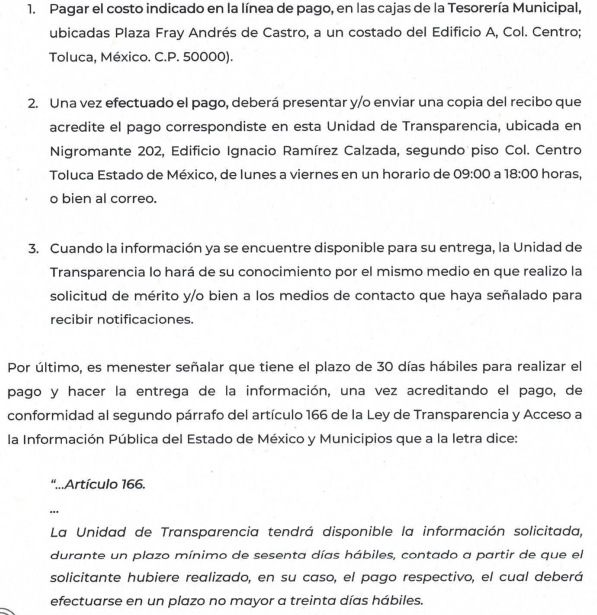 1. Pagar el costo indicado en la línea de pago, en las cajas de la Tesorería Municipal,
ubicadas Plaza Fray Andrés de Castro, a un costado del Edificio A, Col. Centro;
Toluca, México. C.P. 50000).
2. Una vez efectuado el pago, deberá presentar y/o enviar una copia del recibo que
acredite el pago correspondiste en esta Unidad de Transparencia, ubicada en
Nigromante 202, Edificio Ignacio Ramírez Calzada, segundo piso Col. Centro
Toluca Estado de México, de lunes a viernes en un horario de 09:00 a 18:00 horas,
o bien al correo.
3. Cuando la información ya se encuentre disponible para su entrega, la Unidad de
Transparencia lo hará de su conocimiento por el mismo medio en que realizo la
solicitud de mérito y/o bien a los medios de contacto que haya señalado para
recibir notificaciones.
Por último, es menester señalar que tiene el plazo de 30 días hábiles para realizar el
pago y hacer la entrega de la información, una vez acreditando el pago, de
conformidad al segundo párrafo del artículo 166 de la Ley de Transparencia y Acceso a
la Información Pública del Estado de México y Municipios que a la letra dice:
“...Artículo 166.
...
La Unidad de Transparencia tendrá disponible la información solicitada,
durante un plazo mínimo de sesenta días hábiles, contado a partir de que el
solicitante hubiere realizado, en su caso, el pago respectivo, el cual deberá
efectuarse en un plazo no mayor a treinta días hábiles.